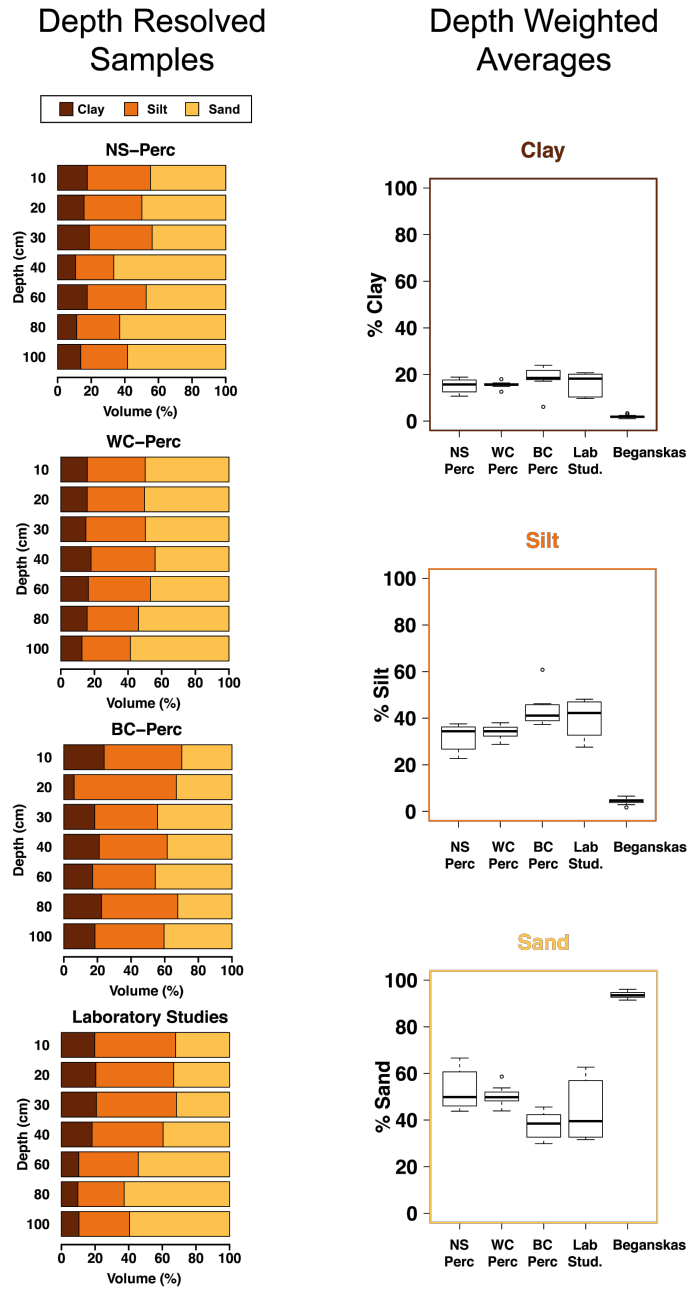 Depth Resolved
Samples
Clay Silt Sand
NS−Perc
Depth (cm)
10
20
30
40
60
80
100
0 20 40 60 80 100
Volume (%)
WC−Perc
Depth (cm)
10
20
30
40
60
80
100
0 20 40 60 80 100
Volume (%)
BC−Perc
Depth (cm)
10
20
30
40
60
80
100
0 20 40 60 80 100
Volume (%)
Laboratory Studies
Depth (cm)
10
20
30
40
60
80
100
0 20 40 60 80 100
Volume (%)
Depth Weighted
Averages
Clay
% Clay
100
80
60
40
20
0
NS WC BC Lab Beganskas
Perc Perc Perc Stud.
Silt
% Silt
100
80
60
40
20
0
NS WC BC Lab Beganskas
Perc Perc Perc Stud.
Sand
% Sand
100
80
60
40
20
0
NS WC BC Lab Beganskas
Perc Perc Perc Stud.